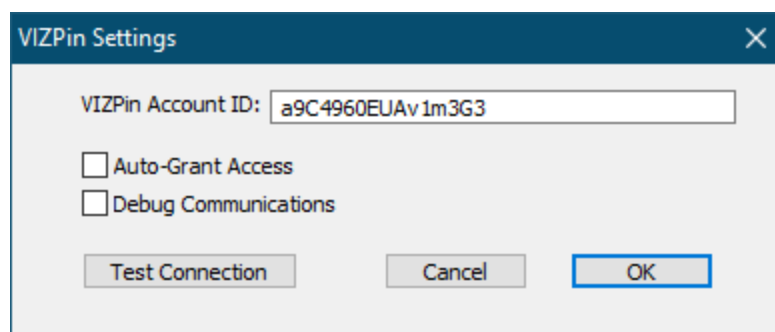 VIZPin Settings
VIZPin Account ID: a9C4960EUAv1m3G3
Auto-Grant Access
Debug Communications
Test Connection Cancel OK